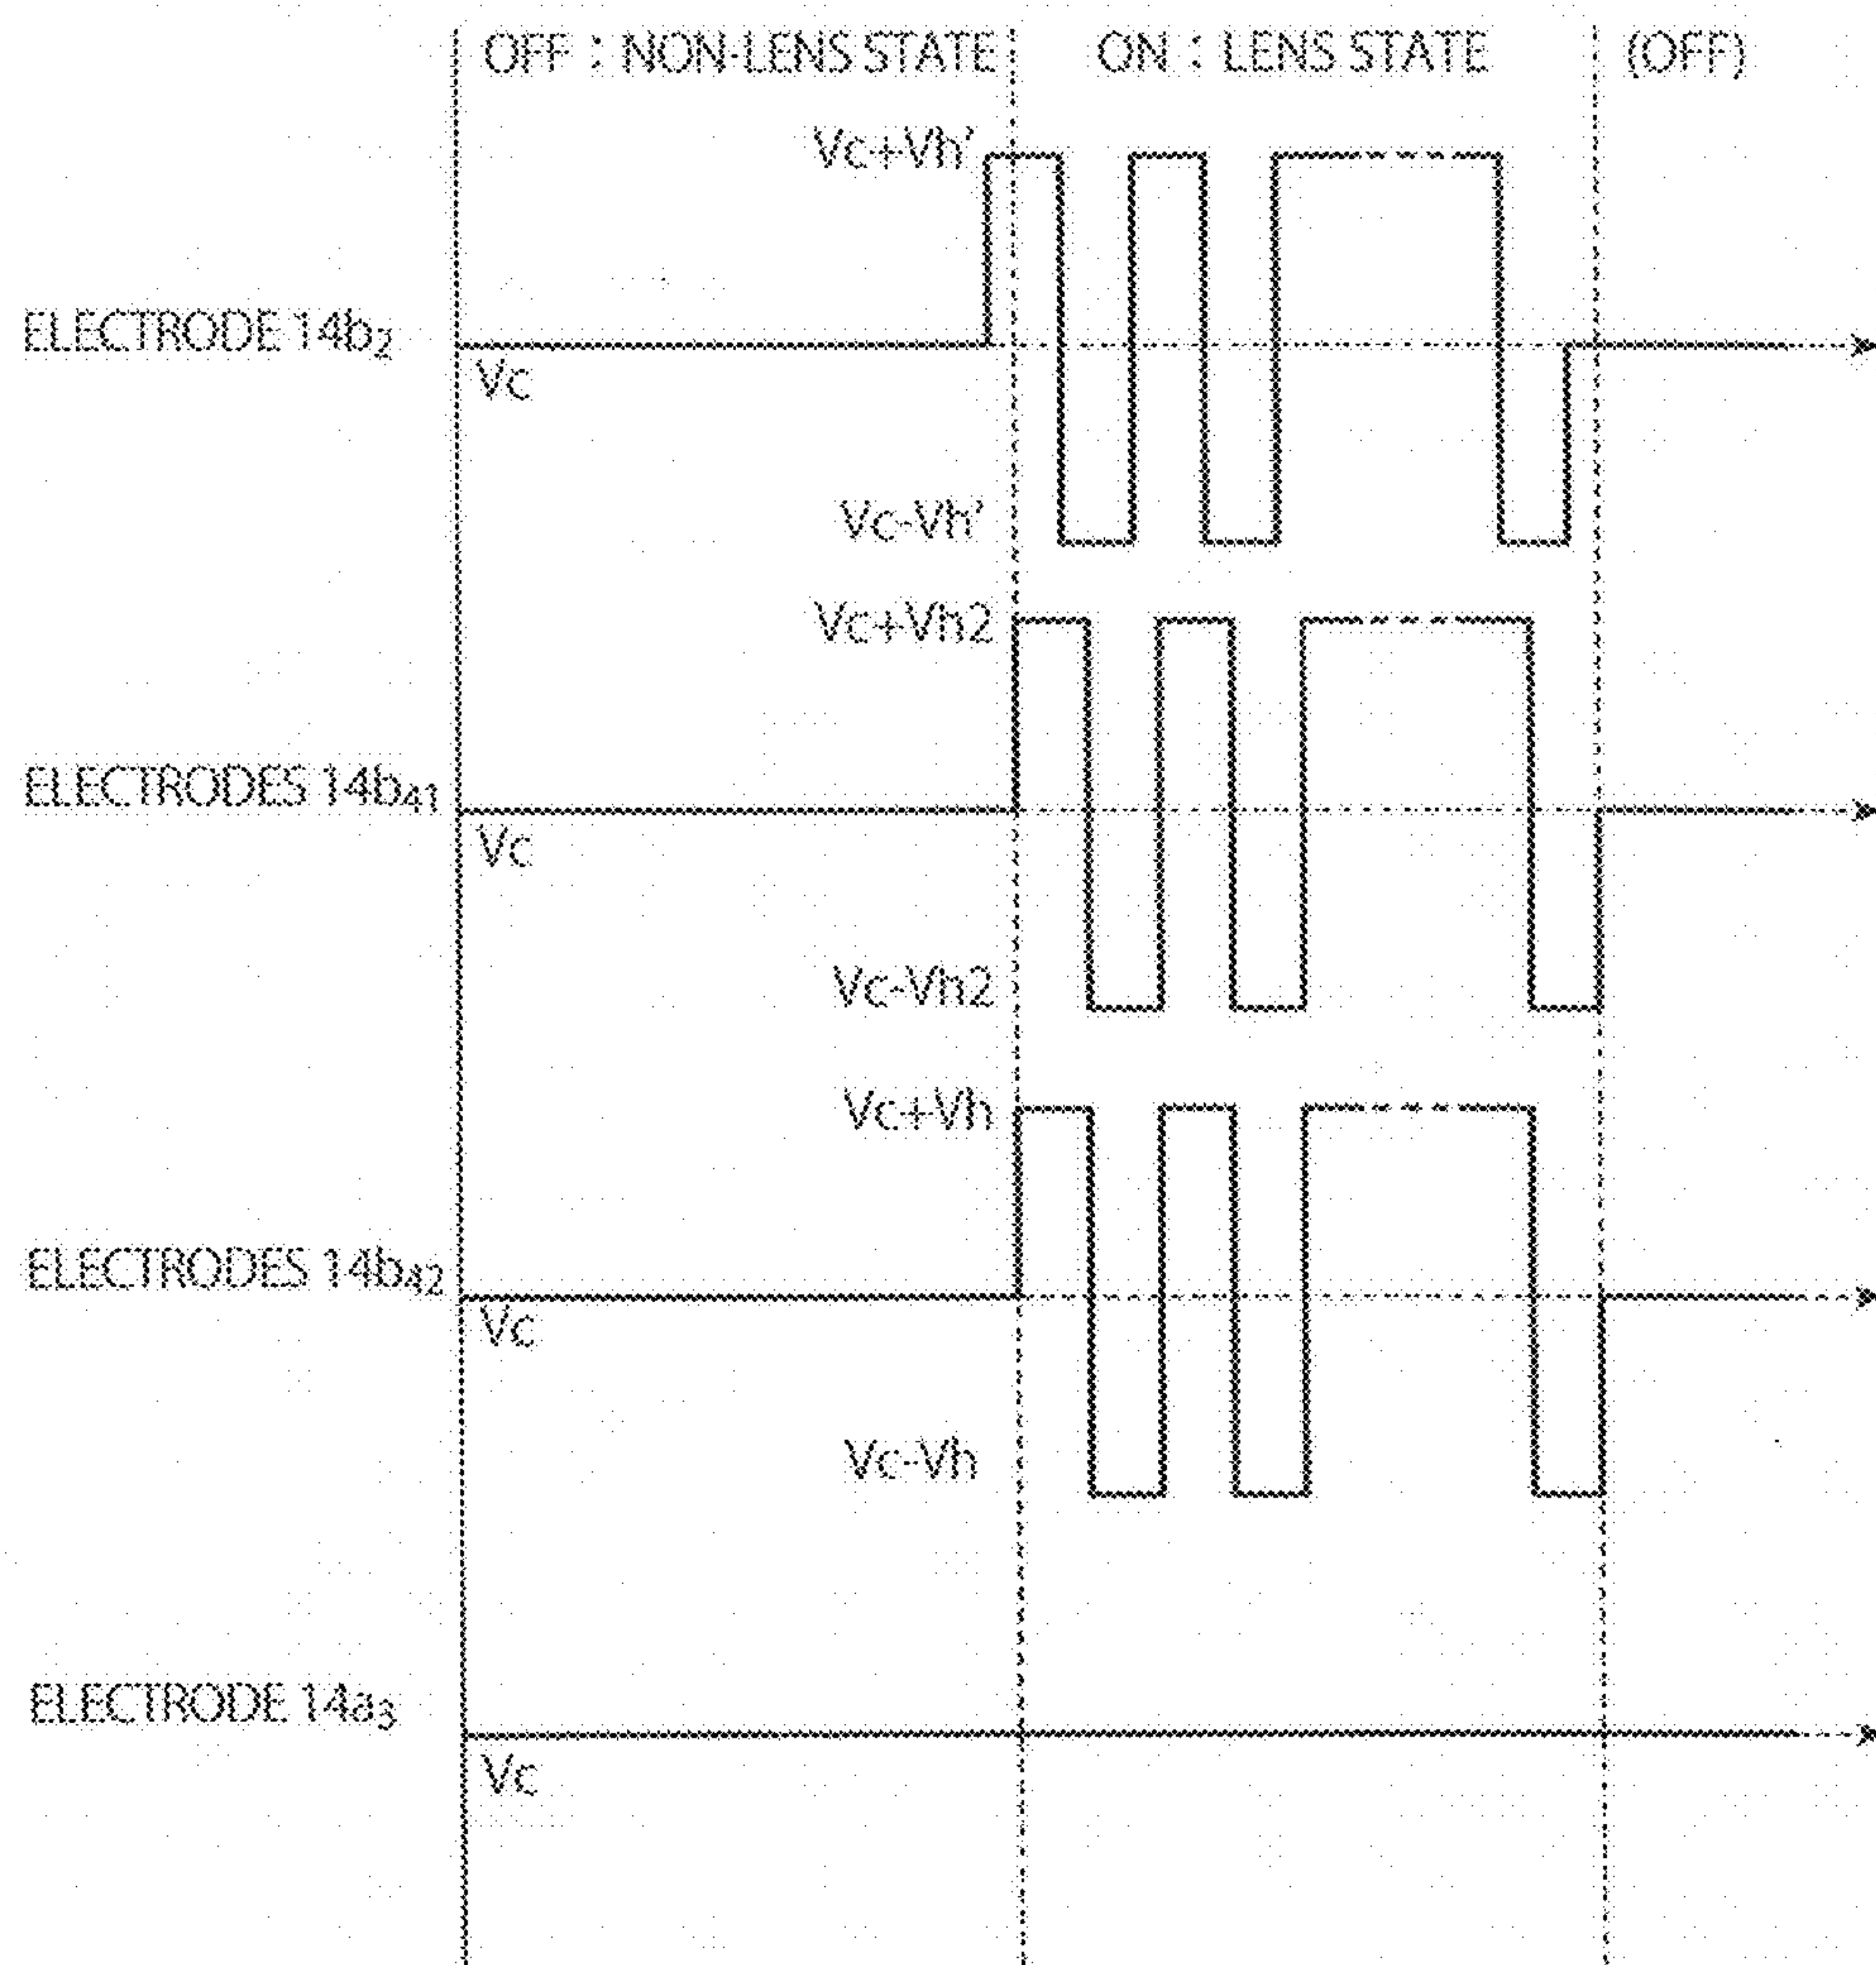 OFF : NON-LENS STATE
ON : LENS STATE
(OFF)
Vc+Vh'
ELECTRODE 14b2
Vc
Vc-Vh'
Vc+Vh2
ELECTRODES 14b41
Vc
Vc-Vh2
Vc+Vh
ELECTRODES 14b42
Vc
Vc-Vh
ELECTRODE 14a3
Vc